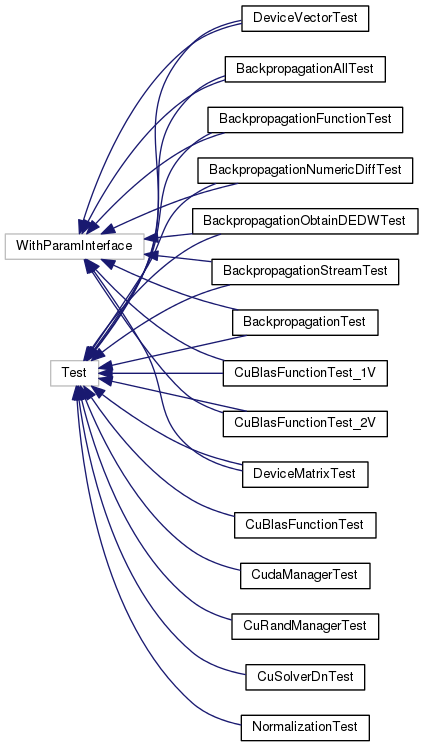 DeviceVectorTest
BackpropagationAllTest
BackpropagationFunctionTest
BackpropagationNumericDiffTest
BackpropagationObtainDEDWTest
WithParamInterface
BackpropagationStreamTest
BackpropagationTest
Test
CuBlasFunctionTest_1V
CuBlasFunctionTest_2V
DeviceMatrixTest
CuBlasFunctionTest
CudaManagerTest
CuRandManagerTest
CuSolverDnTest
NormalizationTest